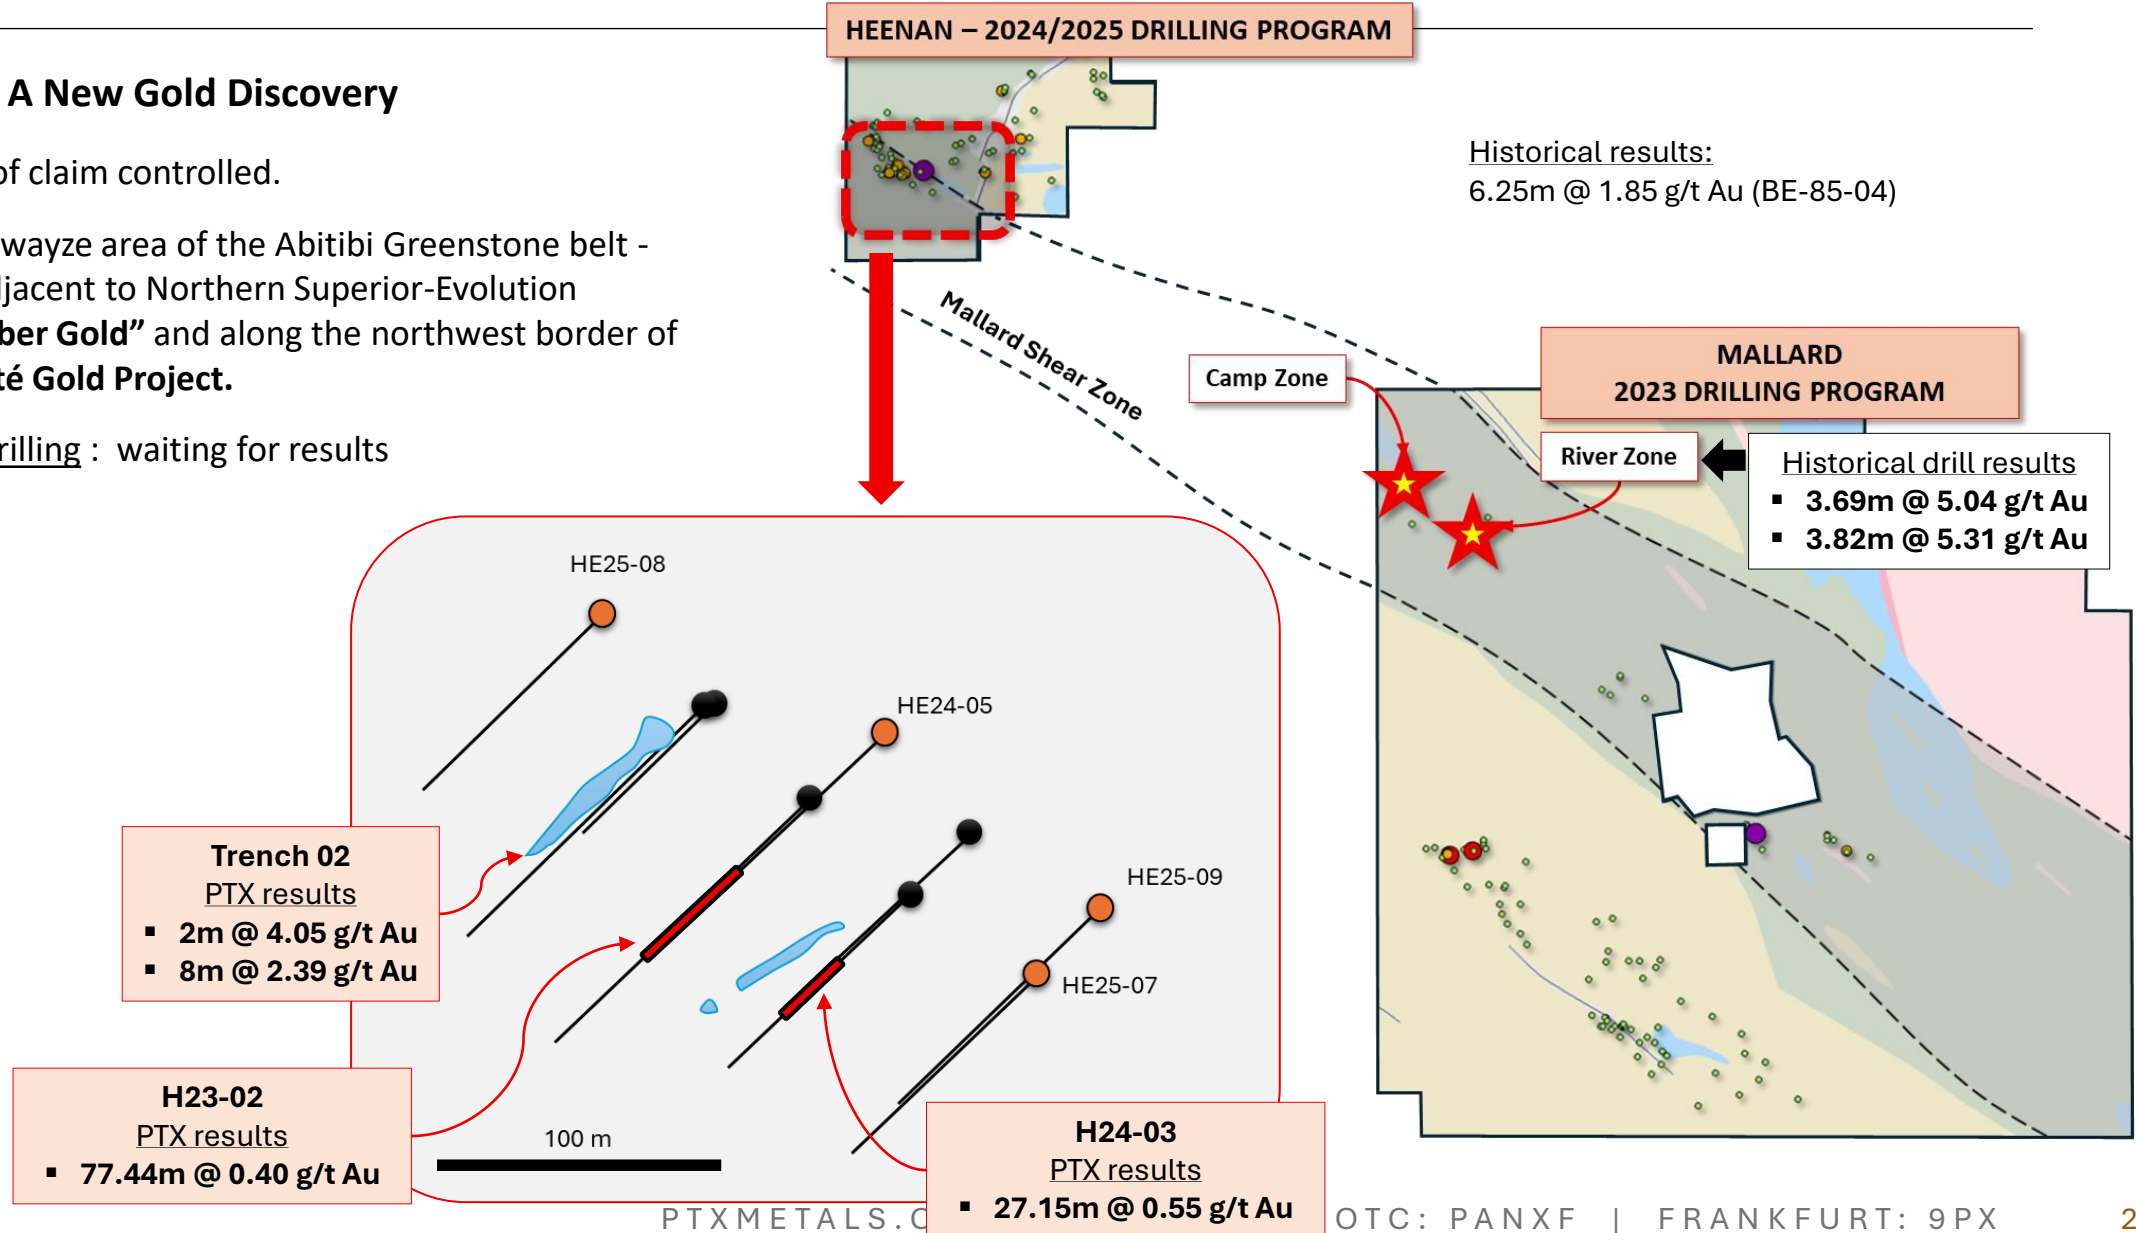 HEENAN – 2024/2025 DRILLING PROGRAM
A New Gold Discovery
of claim controlled.
wayze area of the Abitibi Greenstone belt -
djacent to Northern Superior-Evolution
ber Gold” and along the northwest border of
té Gold Project.
rilling : waiting for results
Historical results:
6.25m @ 1.85 g/t Au (BE-85-04)
Mallard Shear Zone
Camp Zone
MALLARD
2023 DRILLING PROGRAM
River Zone
Historical drill results
▪ 3.69m @ 5.04 g/t Au
▪ 3.82m @ 5.31 g/t Au
HE25-08
HE24-05
HE25-09
HE25-07
Trench 02
PTX results
▪ 2m @ 4.05 g/t Au
▪ 8m @ 2.39 g/t Au
H23-02
PTX results
▪ 77.44m @ 0.40 g/t Au
100 m
H24-03
PTX results
▪ 27.15m @ 0.55 g/t Au
PTXMETALS.C OTC: PANXF | FRANKFURT: 9PX 2